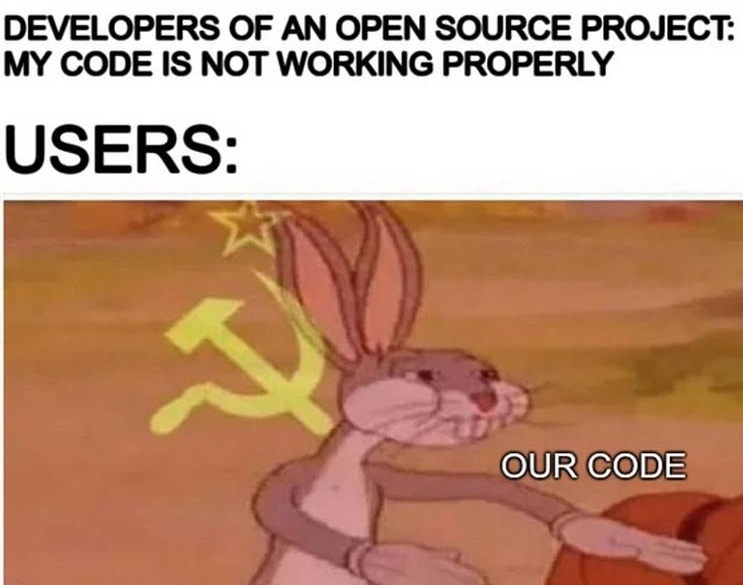 DEVELOPERS OF AN OPEN SOURCE PROJECT:
MY CODE IS NOT WORKING PROPERLY
USERS:
OUR CODE